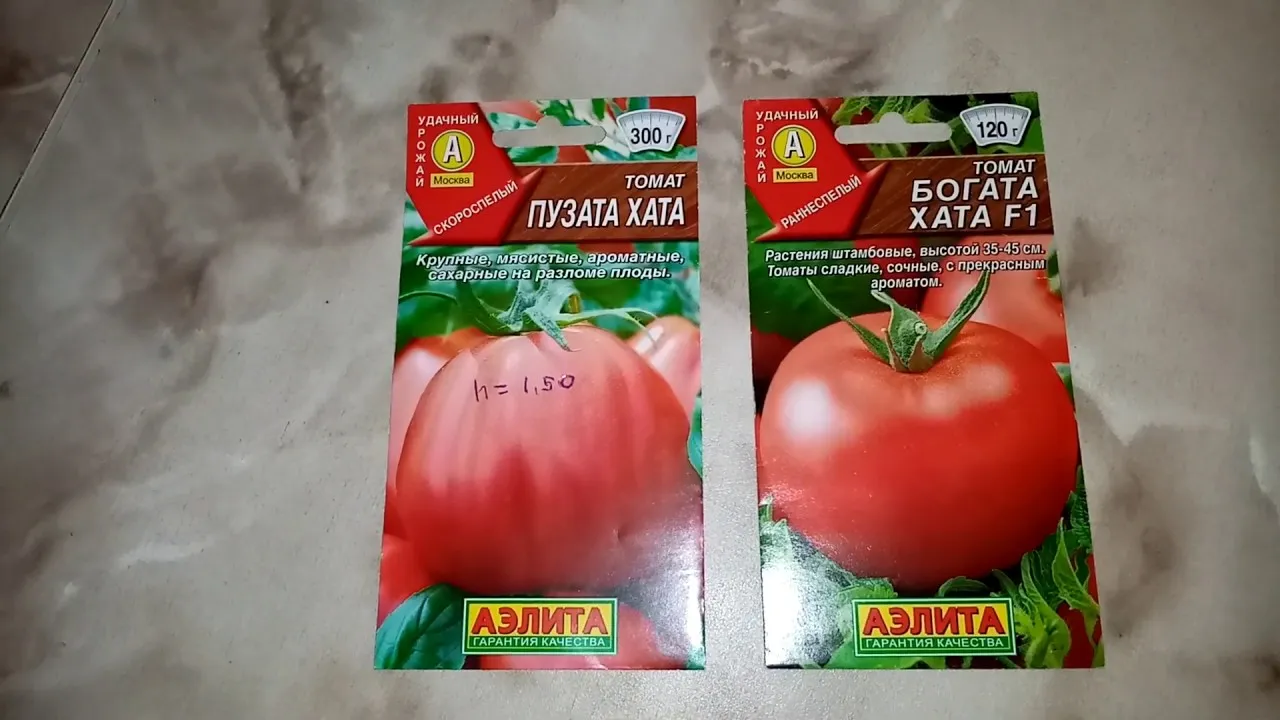 УДАЧНЫЙ
УРОЖАЙ
А
Москва
СКОРОСПЕЛЫЙ
300 г
ТОМАТ
ПУЗАТА ХАТА
Крупные, мясистые, ароматные,
сахарные на разломе плоды.
h = 1,50
АЭЛИТА
ГАРАНТИЯ КАЧЕСТВА
УДАЧНЫЙ
УРОЖАЙ
А
Москва
РАННЕСПЕЛЫЙ
120 г
ТОМАТ
БОГАТА
ХАТА F1
Растения штамбовые, высотой 35-45 см.
Томаты сладкие, сочные, с прекрасным
ароматом.
АЭЛИТА
ГАРАНТИЯ КАЧЕСТВА